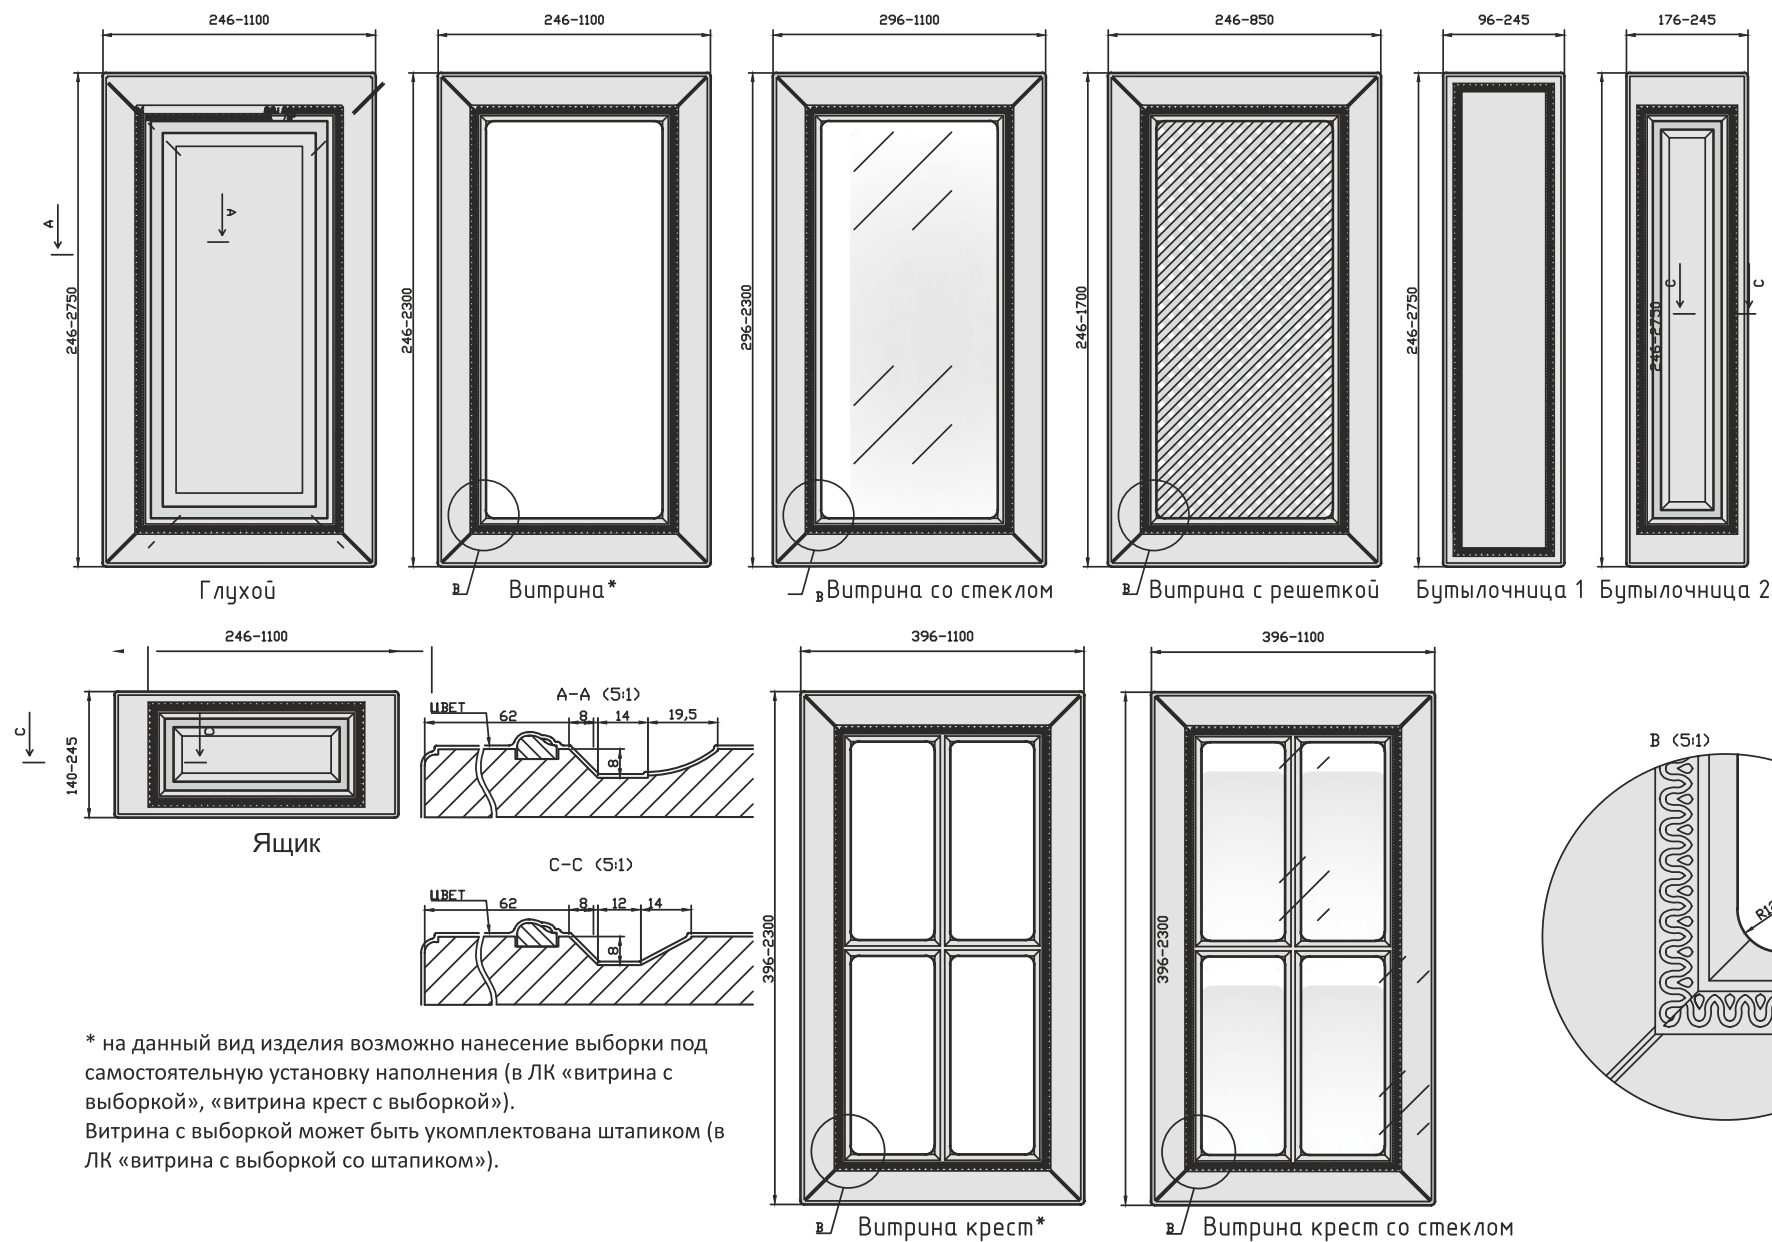 246-1100
246-1100
296-1100
246-850
96-245
176-245
A
A
C
C
246-2750
246-2300
296-2300
246-1700
246-2750
246-2750
B
B
B
Глухой
Витрина*
Витрина со стеклом
Витрина с решеткой
Бутылочница 1
Бутылочница 2
246-1100
140-245
C
C
Ящик
A-A (5:1)
ЦВЕТ
62
8
14
19,5
8
C-C (5:1)
ЦВЕТ
62
8
12
14
8
396-1100
396-2300
B
Витрина крест*
396-1100
396-2300
B
Витрина крест со стеклом
B (5:1)
* на данный вид изделия возможно нанесение выборки под
самостоятельную установку наполнения (в ЛК «витрина с
выборкой», «витрина крест с выборкой»).
Витрина с выборкой может быть укомплектована штапиком (в
ЛК «витрина с выборкой со штапиком»).